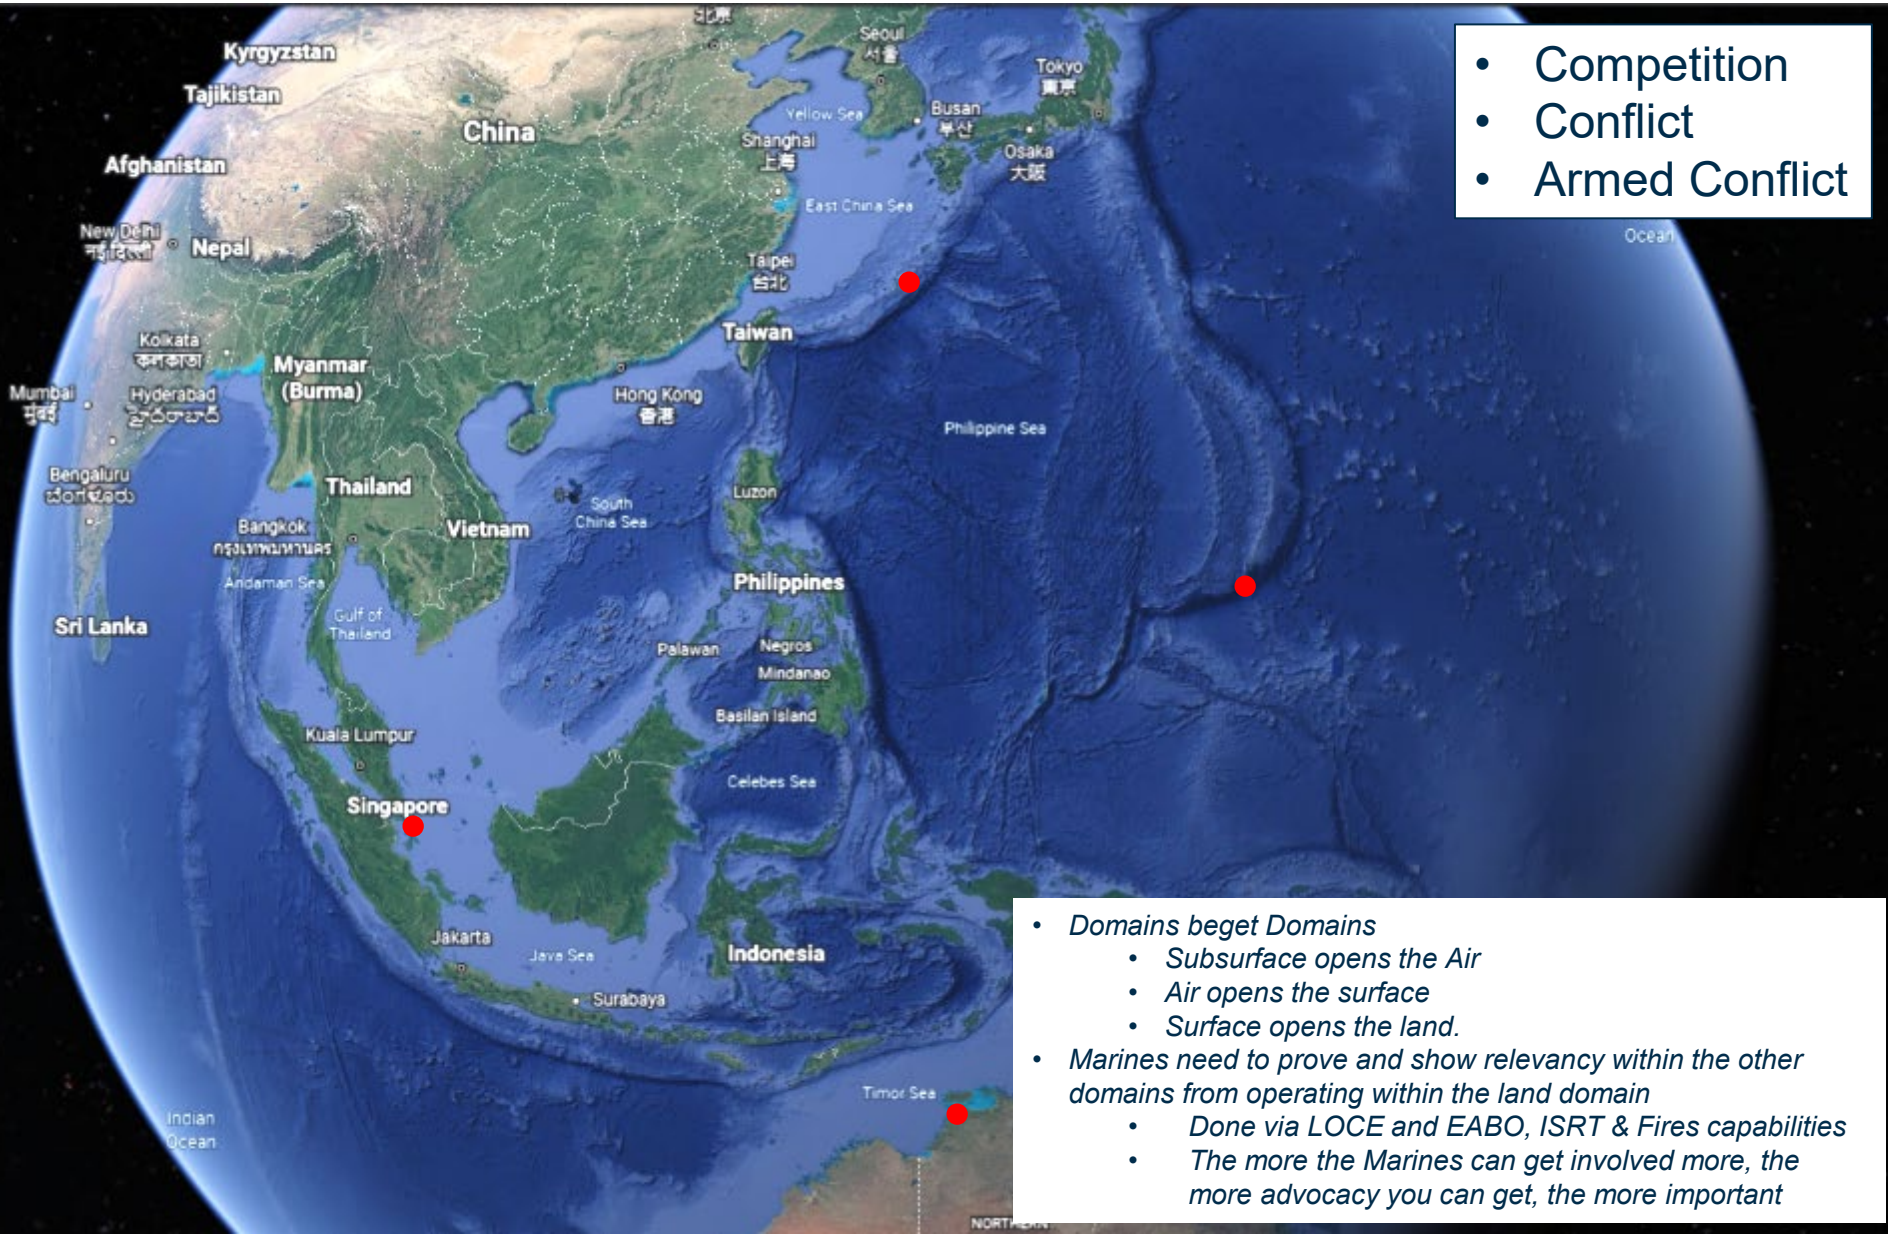 北京
Seoul
서울
Kyrgyzstan
Tokyo
東京
Tajikistan
Yellow Sea
Busan
부산
China
Shanghai
上海
Osaka
大阪
Afghanistan
East China Sea
New Delhi
नई दिल्ली
Nepal
Taipei
台北
Taiwan
Kolkata
কলকাতা
Myanmar
(Burma)
Mumbai
मुंबई
Hyderabad
హైదరాబాద్
Hong Kong
香港
Philippine Sea
Bengaluru
ಬೆಂಗಳೂರು
Thailand
Luzon
South
China Sea
Bangkok
กรุงเทพมหานคร
Vietnam
Andaman Sea
Philippines
Gulf of
Thailand
Sri Lanka
Palawan
Negros
Mindanao
Basilan Island
Kuala Lumpur
Celebes Sea
Singapore
Jakarta
Java Sea
Indonesia
Surabaya
Timor Sea
Indian
Ocean
NORTHERN
Ocean
• Competition
• Conflict
• Armed Conflict
• Domains beget Domains
• Subsurface opens the Air
• Air opens the surface
• Surface opens the land.
• Marines need to prove and show relevancy within the other
domains from operating within the land domain
• Done via LOCE and EABO, ISRT & Fires capabilities
• The more the Marines can get involved more, the
more advocacy you can get, the more important